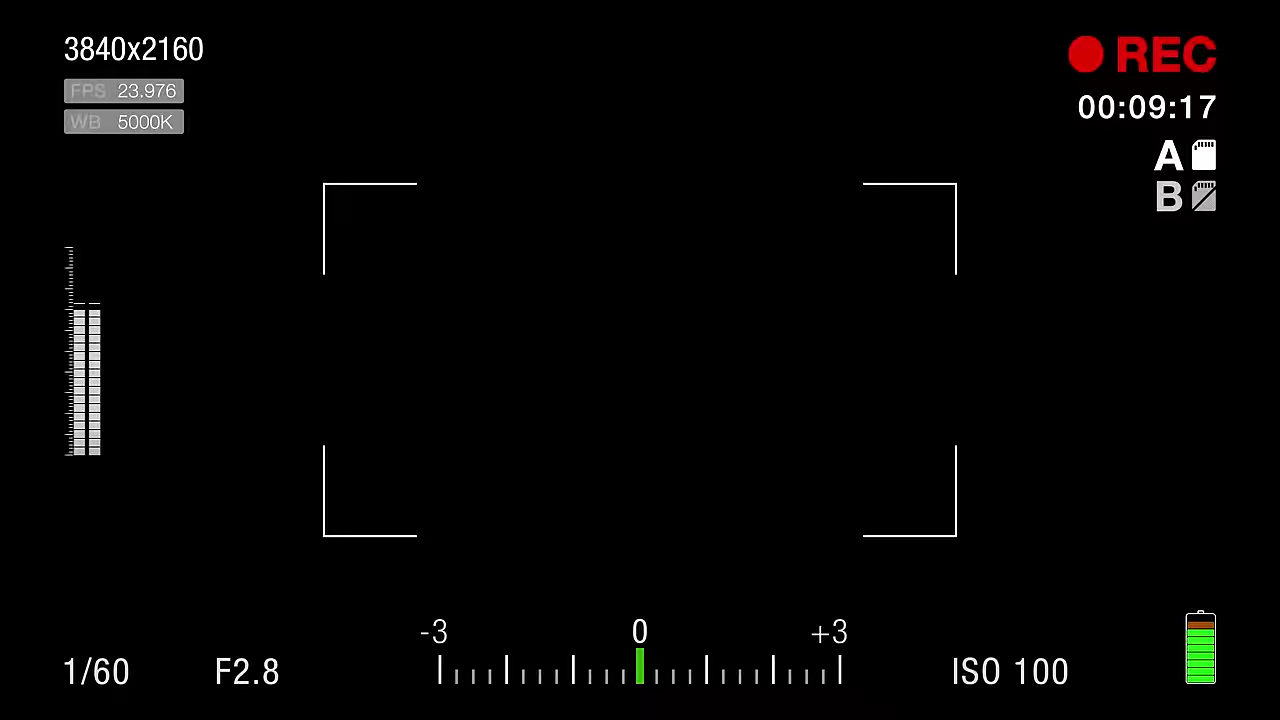 3840x2160
REC
FPS 23.976
00:09:17
WB 5000K
A
B
-3 0 +3
1/60 F2.8 ISO 100